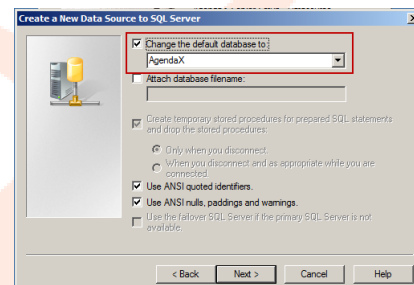 Create a New Data Source to SQL Server
Change the default database to:
AgendaX
Attach database filename:
Create temporary stored procedures for prepared SQL statements
and drop the stored procedures:
Only when you disconnect.
When you disconnect and as appropriate while you are
connected.
Use ANSI quoted identifiers.
Use ANSI nulls, paddings and warnings.
Use the failover SQL Server if the primary SQL Server is not
available.
< Back
Next >
Cancel
Help